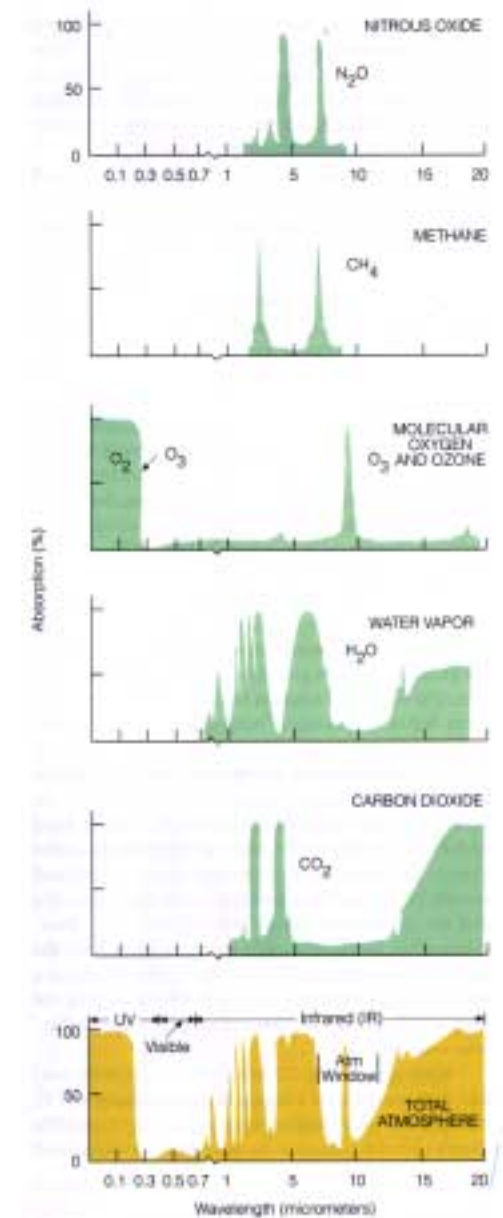 100
NITROUS OXIDE
N₂O
50
0
0.1 0.3 0.5 0.7 1 5 10 15 20
METHANE
CH₄
MOLECULAR
OXYGEN
O₃ AND OZONE
O₂ O₃
Absorption (%)
WATER VAPOR
H₂O
CARBON DIOXIDE
CO₂
UV Infrared (IR)
100
Visible
Atm
Window
50
TOTAL
ATMOSPHERE
0
0.1 0.3 0.5 0.7 1 5 10 15 20
Wavelength (micrometers)